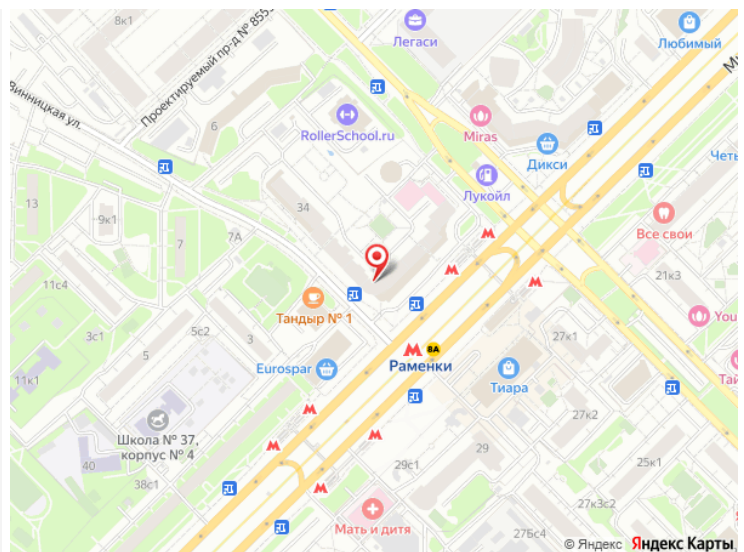 8к1
Легаси
Любимый
Проектируемый пр-д № 855
Винницкая ул.
6
RollerSchool.ru
Miras
Дикси
Четы
Лукойл
13
9к1
34
7
7А
Все свои
11с4
21к3
Тандыр № 1
3с1
5с2
5
You
27к1
8А
Раменки
Eurospar
Тиара
Тай
11к1
27к2
Школа № 37,
корпус № 4
40
38с1
29
29с1
25к1
27к3с2
Мать и дитя
27Бс4
© Яндекс Яндекс Карты